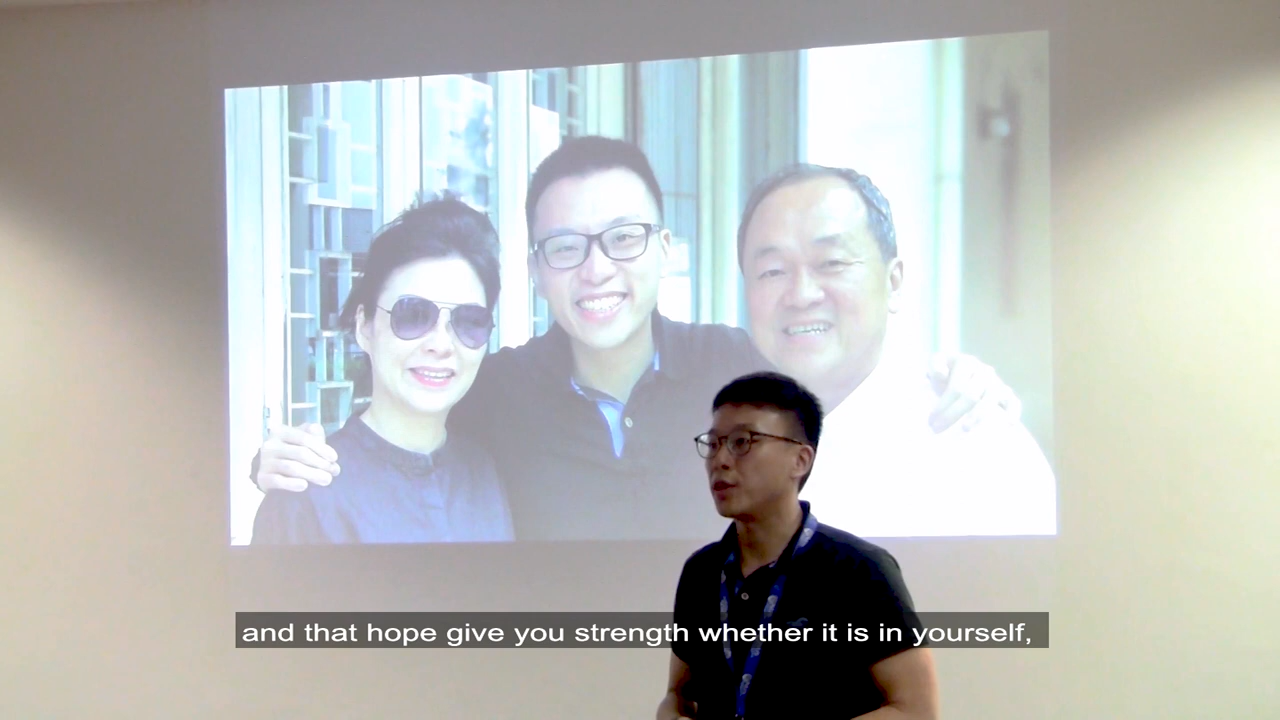 and that hope give you strength whether it is in yourself,